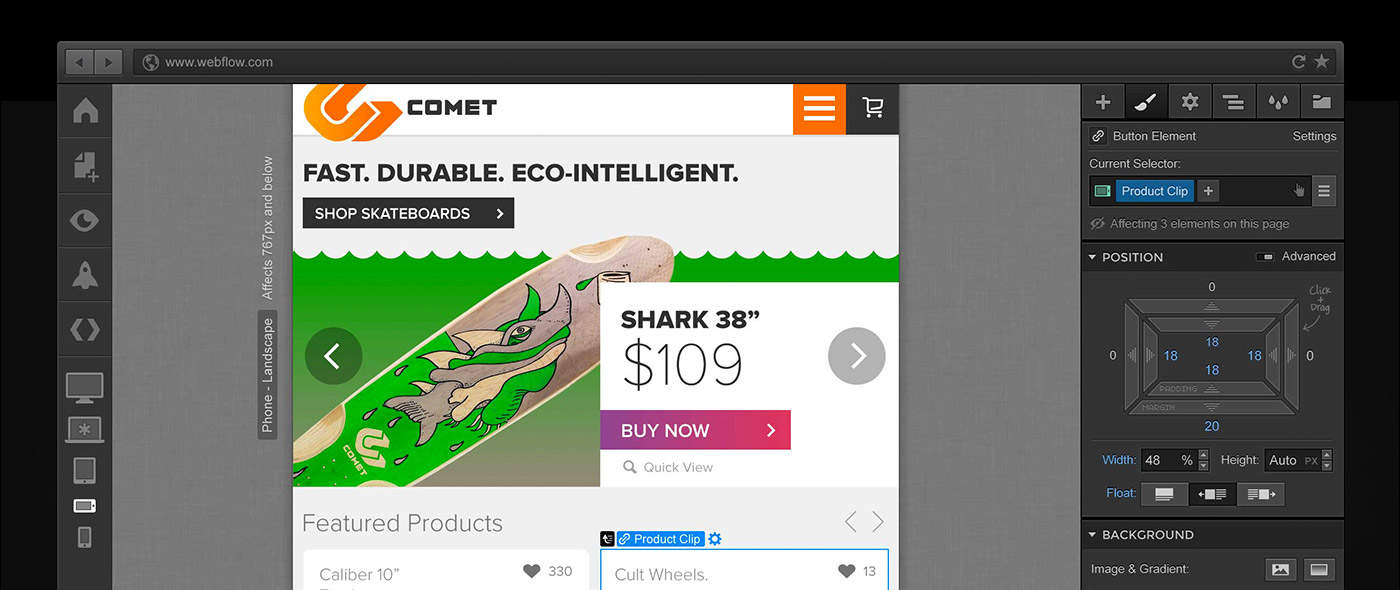 www.webflow.com
Affects 767px and below
Phone - Landscape
COMET
FAST. DURABLE. ECO-INTELLIGENT.
SHOP SKATEBOARDS
COMET
SHARK 38”
$109
BUY NOW
Quick View
Featured Products
Product Clip
Caliber 10”
330
Cult Wheels.
13
Button Element
Settings
Current Selector:
Product Clip
Affecting 3 elements on this page
POSITION
Advanced
Click
+
Drag
0
18
0
18
18
0
18
PADDING
MARGIN
20
Width: 48 %
Height: Auto PX
Float:
BACKGROUND
Image & Gradient: